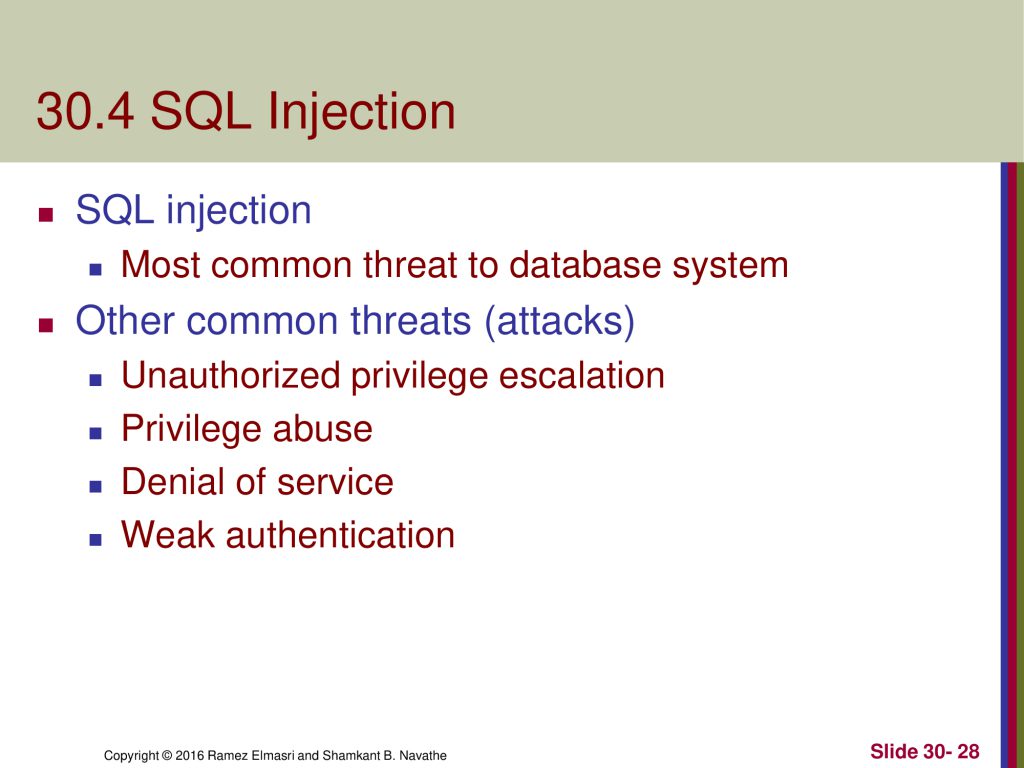 30.4 SQL Injection
SQL injection
Most common threat to database system
Other common threats (attacks)
Unauthorized privilege escalation
Privilege abuse
Denial of service
Weak authentication
Copyright © 2016 Ramez Elmasri and Shamkant B. Navathe
Slide 30- 28